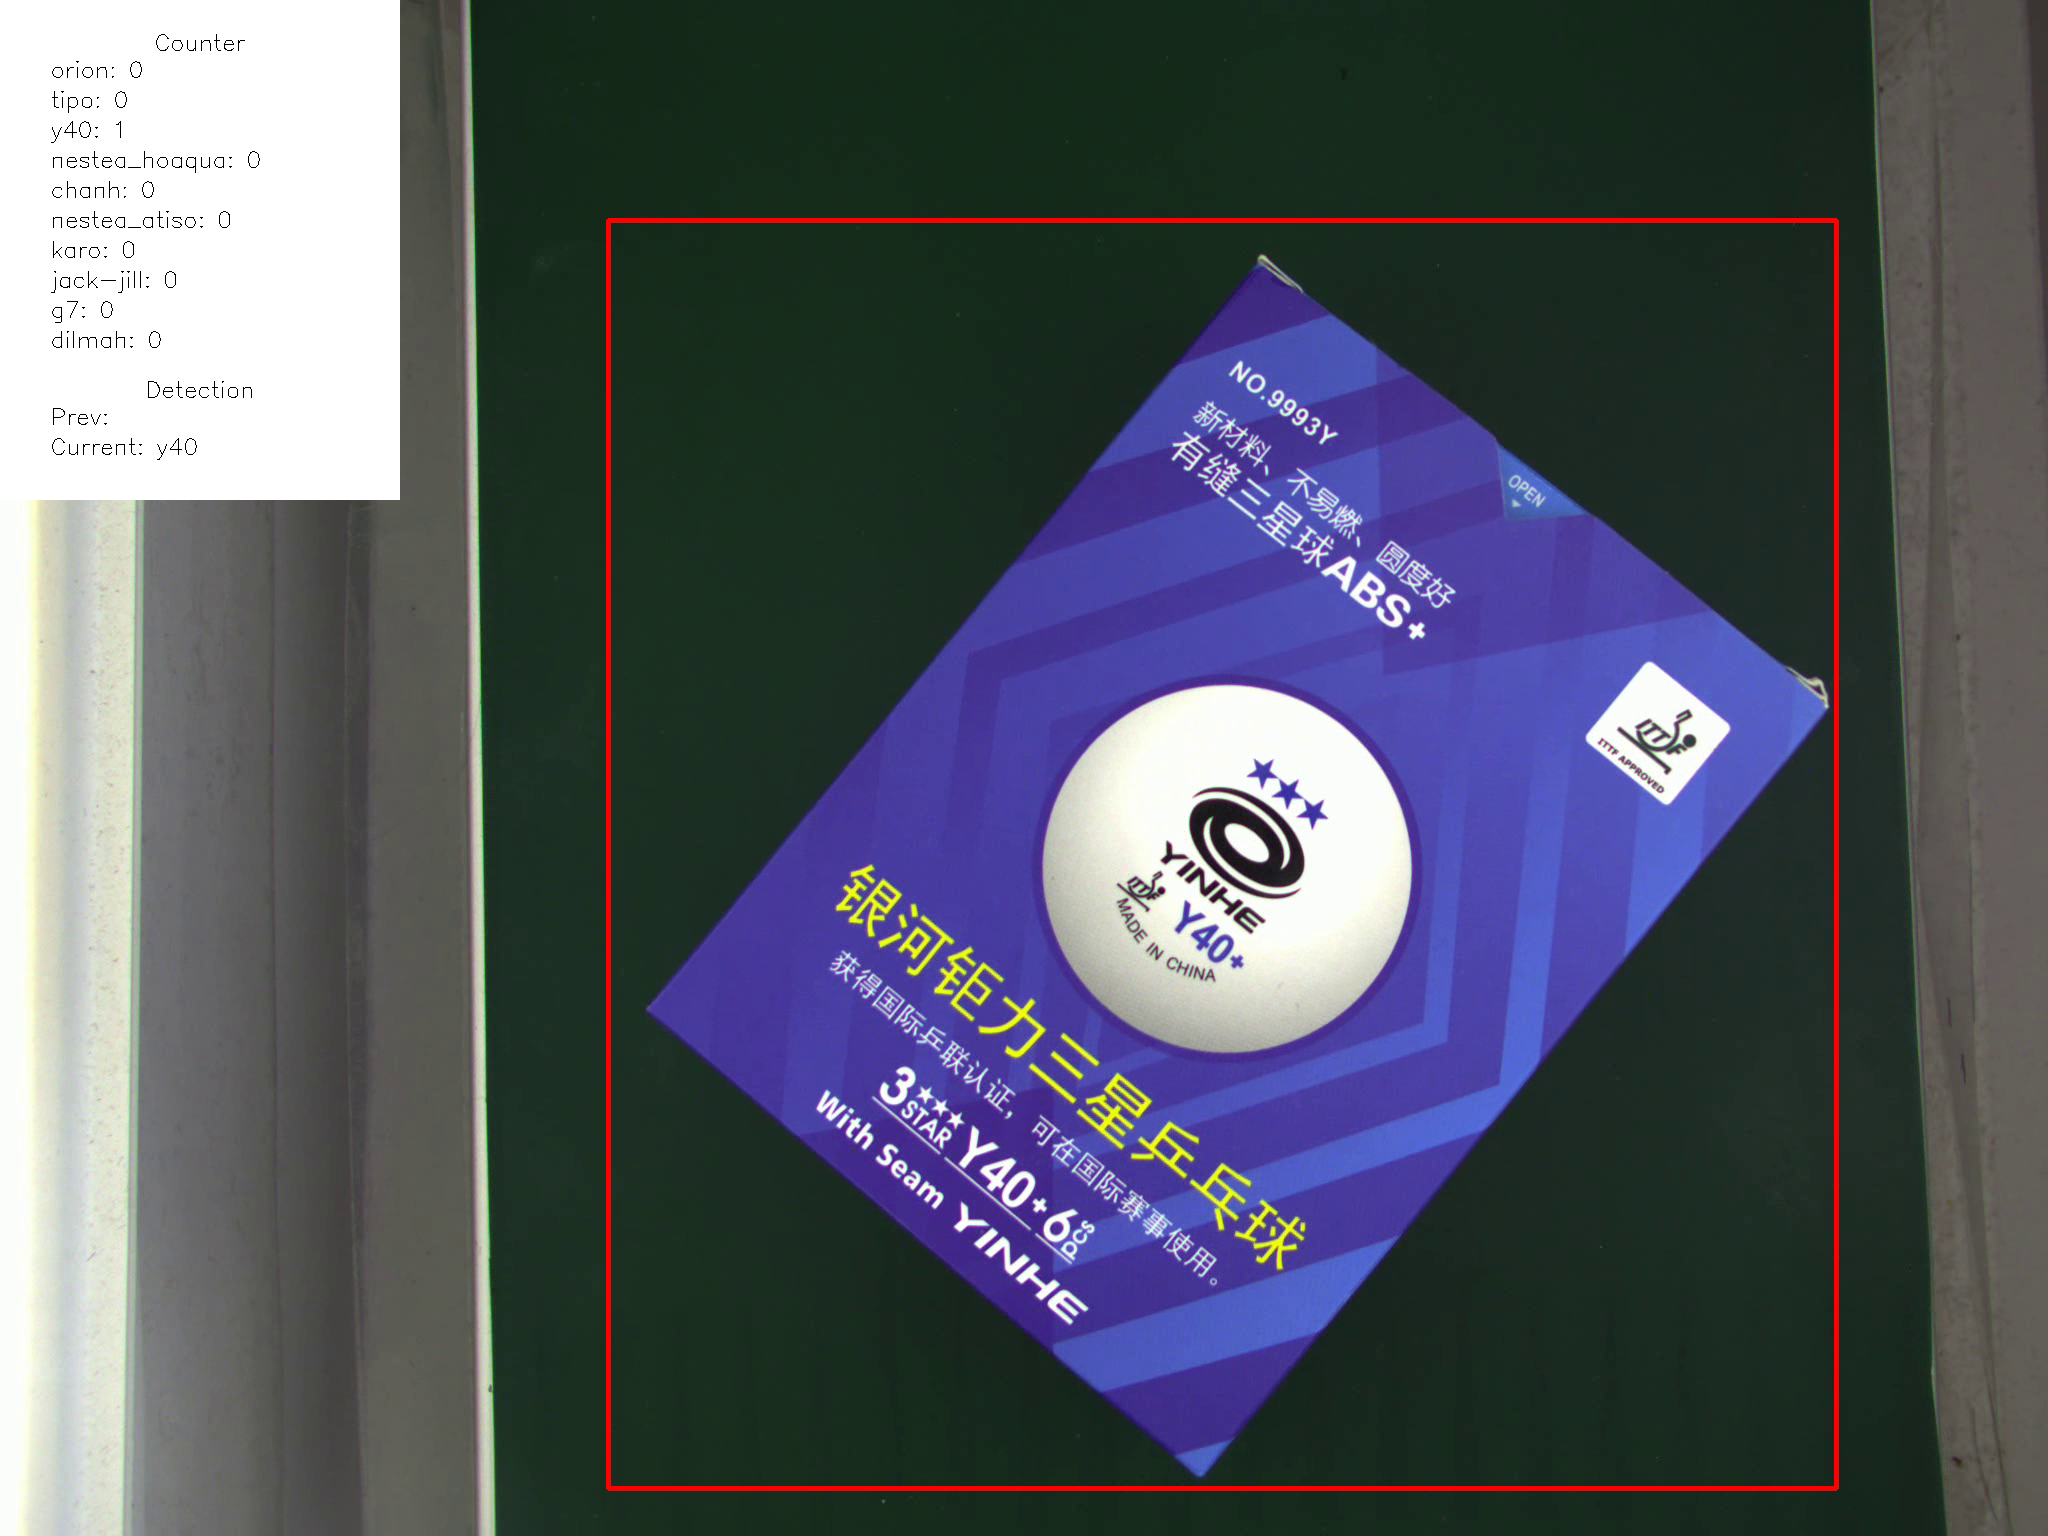 Counter
orion: 0
tipo: 0
y40: 1
nestea_hoaqua: 0
chanh: 0
nestea_atiso: 0
karo: 0
jack-jill: 0
g7: 0
dilmah: 0
Detection
Prev:
Current: y40
NO.9993Y
新材料、不易燃、圆度好
有缝三星球ABS+
OPEN
ITTF
ITTF APPROVED
YINHE
ITTF
Y40+
MADE IN CHINA
银河钜力三星乒乓球
获得国际乒联认证，可在国际赛事使用。
3 STAR Y40+ 6PCS
With Seam YINHE